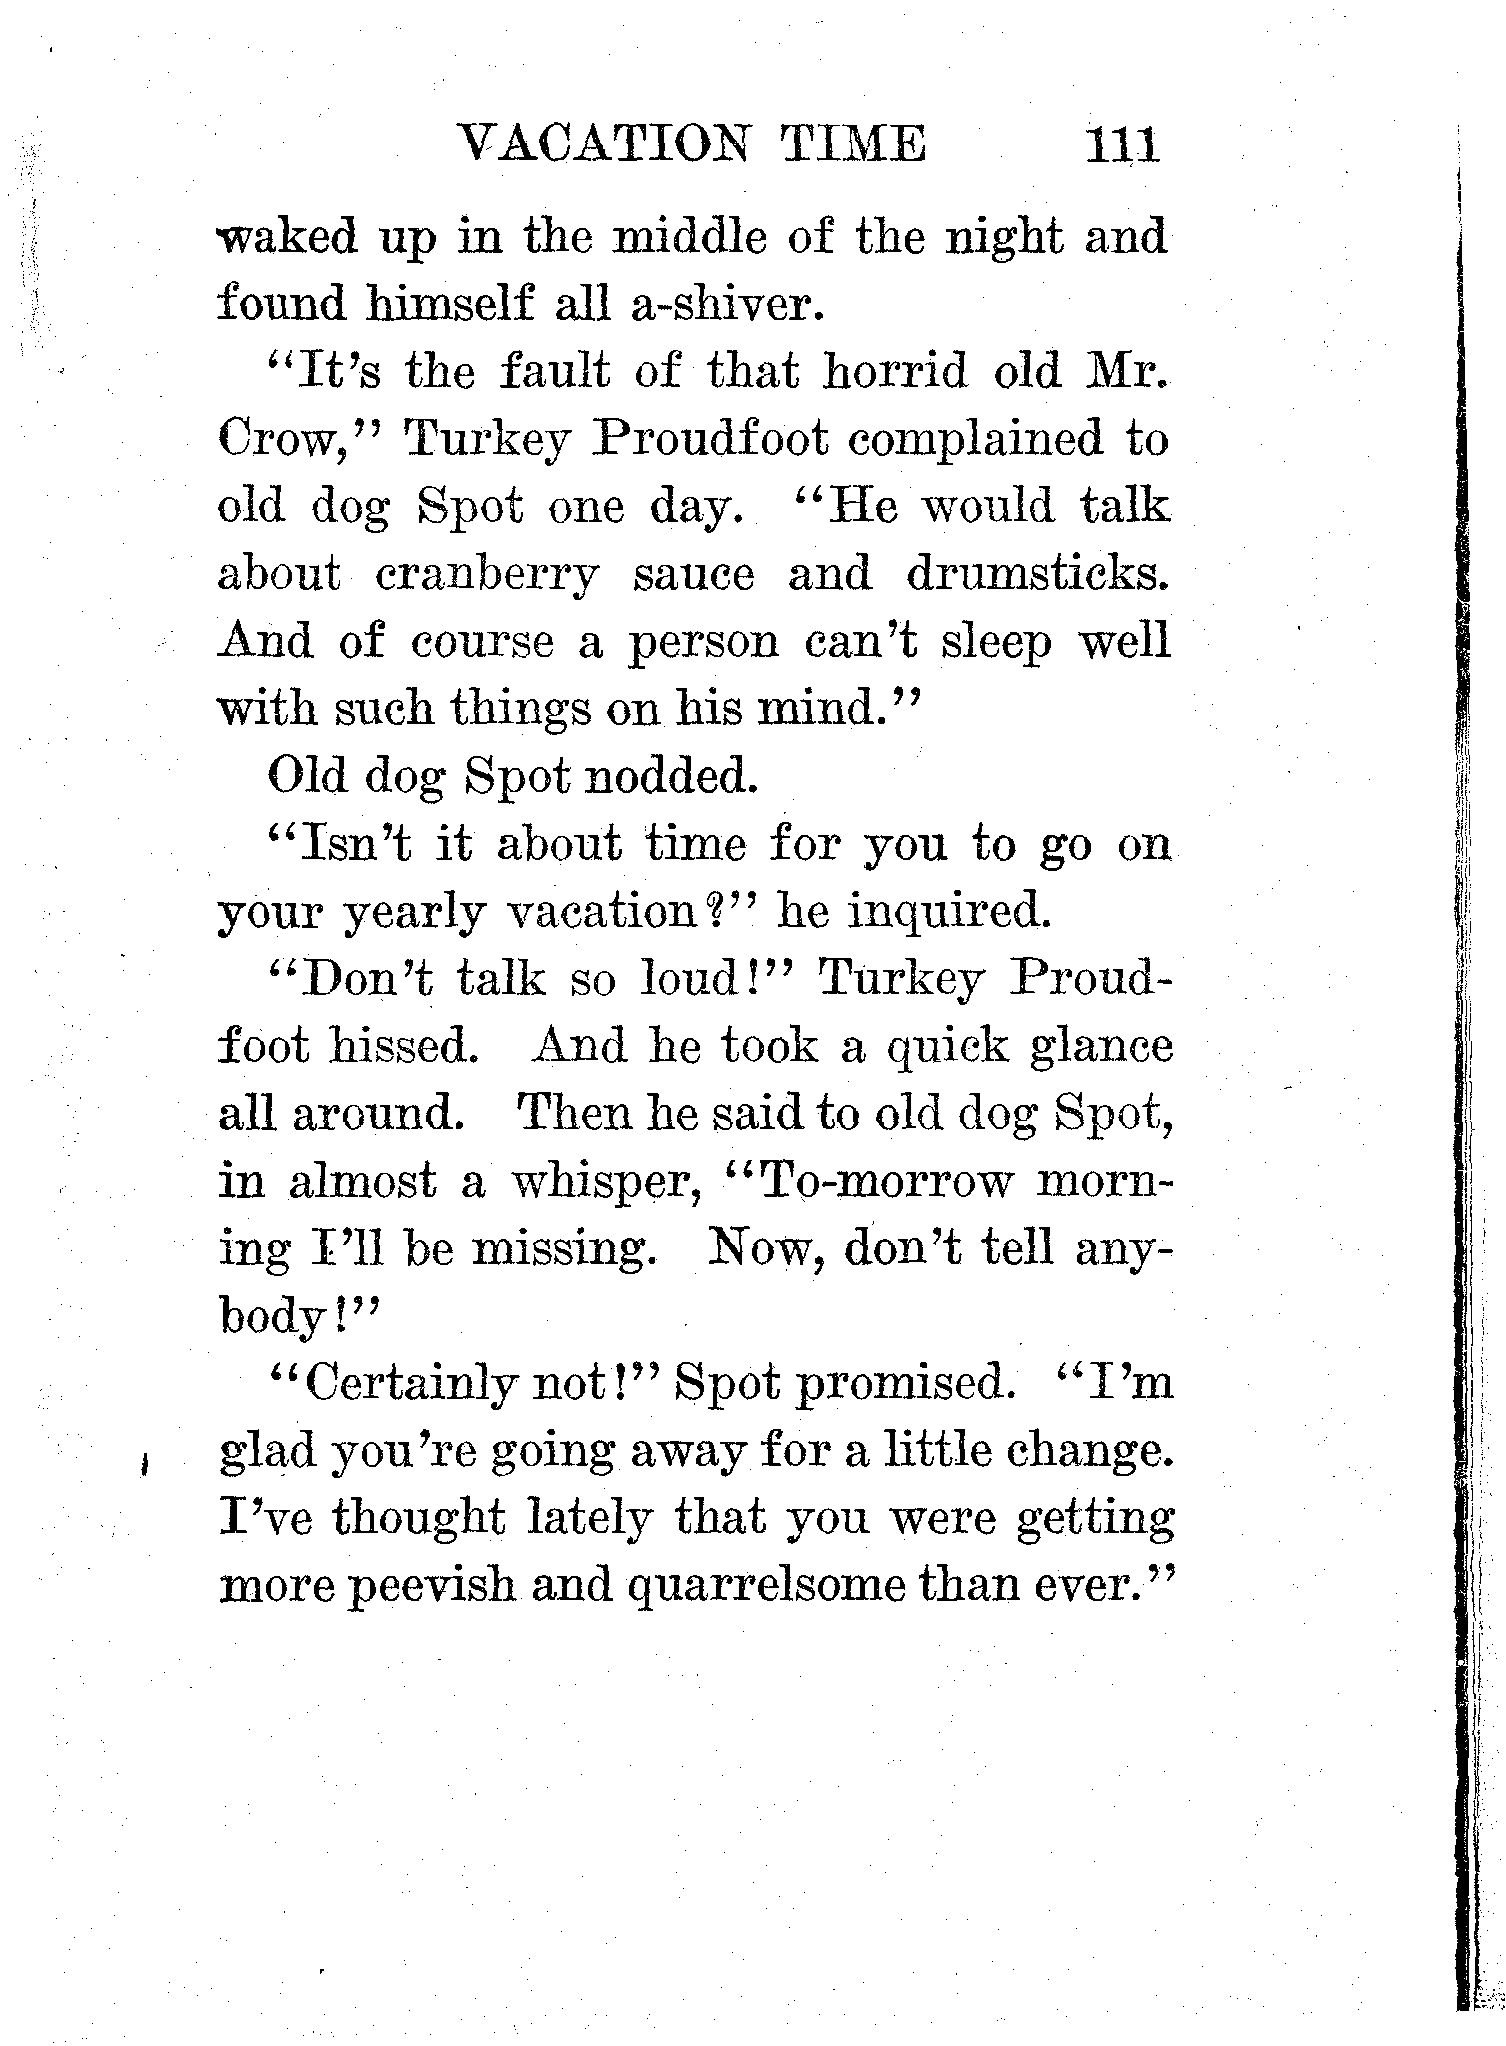 VACATION TIME 111
waked up in the middle of the night and
found himself all a-shiver.
"It's the fault of that horrid old Mr.
Crow," Turkey Proudfoot complained to
old dog Spot one day. "He would talk
about cranberry sauce and drumsticks.
And of course a person can't sleep well
with such things on his mind."
Old dog Spot nodded.
"Isn't it about time for you to go on
your yearly vacation?" he inquired.
"Don't talk so loud!" Turkey Proud-
foot hissed. And he took a quick glance
all around. Then he said to old dog Spot,
in almost a whisper, "To-morrow morn-
ing I'll be missing. Now, don't tell any-
body!"
"Certainly not!" Spot promised. "I'm
glad you're going away for a little change.
I've thought lately that you were getting
more peevish and quarrelsome than ever."